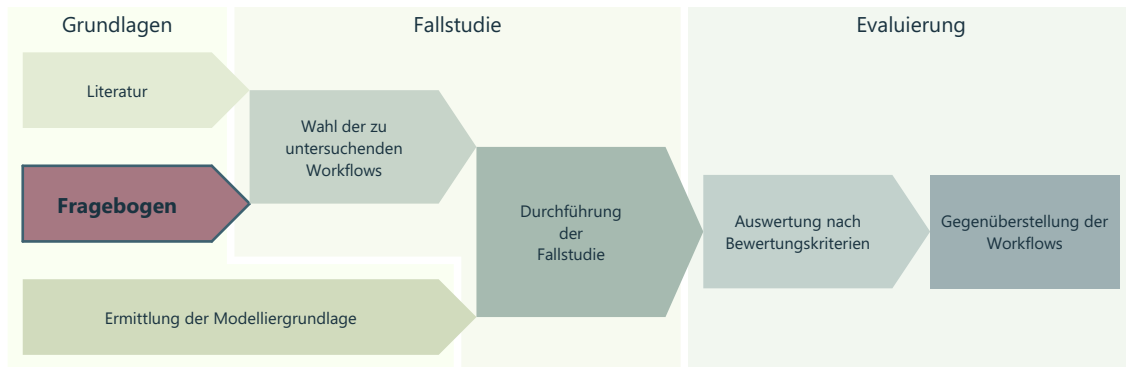 Grundlagen
Fallstudie
Evaluierung
Literatur
Fragebogen
Ermittlung der Modelliergrundlage
Wahl der zu
untersuchenden
Workflows
Durchführung
der
Fallstudie
Auswertung nach
Bewertungskriterien
Gegenüberstellung der
Workflows